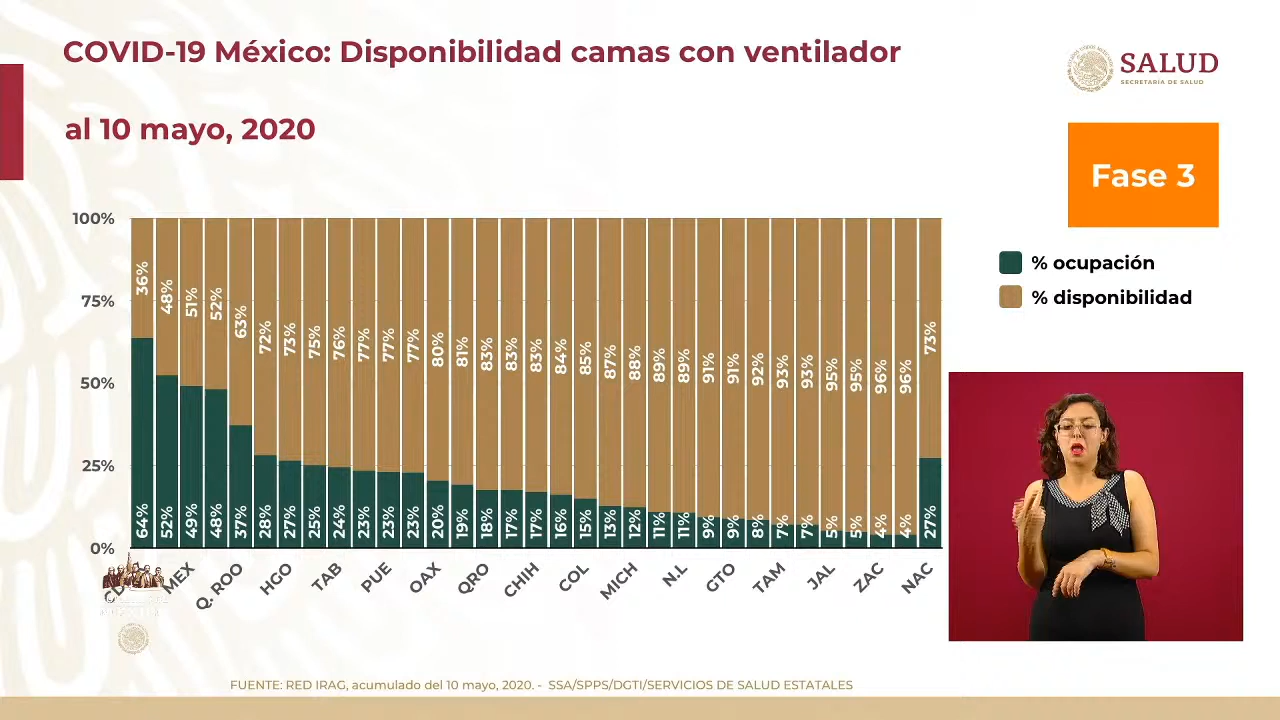 COVID-19 México: Disponibilidad camas con ventilador
al 10 mayo, 2020
SALUD
SECRETARÍA DE SALUD
Fase 3
% ocupación
% disponibilidad
100%
75%
50%
25%
0%
36% 48% 51% 52% 63% 72% 73% 75% 76% 77% 77% 77% 80% 81% 83% 83% 83% 84% 85% 87% 88% 89% 89% 91% 91% 92% 93% 93% 95% 95% 96% 96% 73%
64% 52% 49% 48% 37% 28% 27% 25% 24% 23% 23% 23% 20% 19% 18% 17% 17% 16% 15% 13% 12% 11% 11% 9% 9% 8% 7% 7% 5% 5% 4% 4% 27%
MEX Q. ROO HGO TAB PUE OAX QRO CHIH COL MICH N.L GTO TAM JAL ZAC NAC
FUENTE: RED IRAG, acumulado del 10 mayo, 2020. - SSA/SPPS/DGTI/SERVICIOS DE SALUD ESTATALES